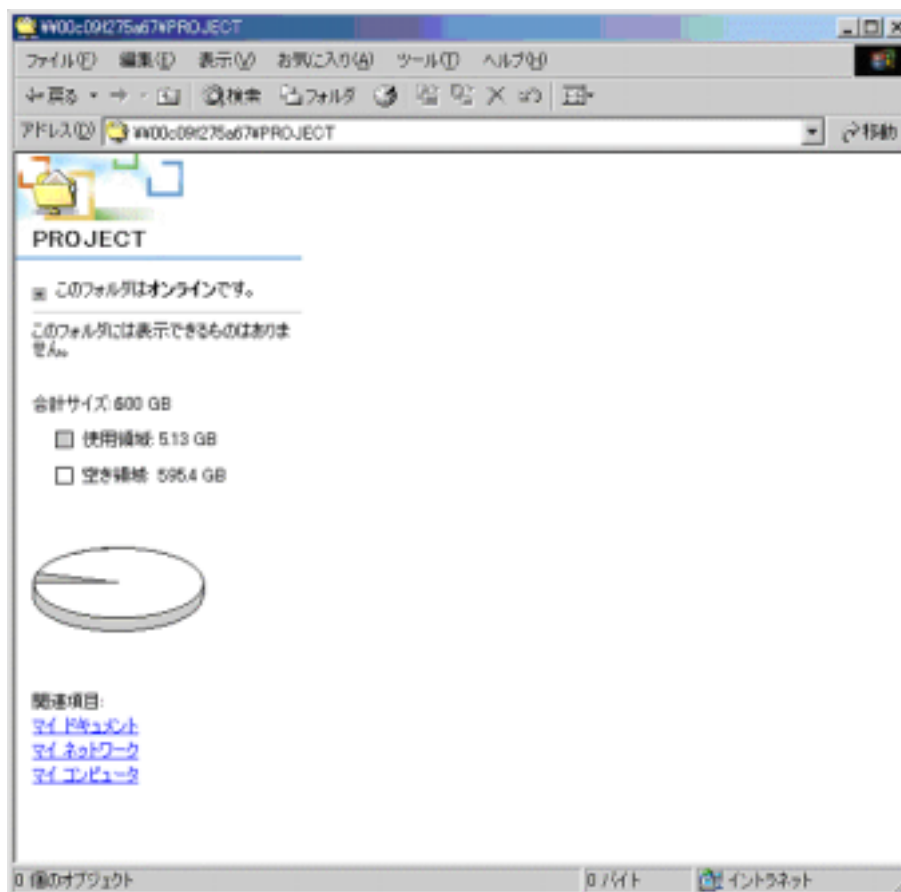 ¥¥00c09f275a67¥PROJECT
ファイル(F) 編集(E) 表示(V) お気に入り(A) ツール(T) ヘルプ(H)
戻る 検索 フォルダ
アドレス(D) ¥¥00c09f275a67¥PROJECT 移動
PROJECT
このフォルダはオンラインです。
このフォルダには表示できるものはありま
せん。
合計サイズ: 600 GB
使用領域: 5.13 GB
空き領域: 595.4 GB
関連項目:
マイ ドキュメント
マイ ネットワーク
マイ コンピュータ
0 個のオブジェクト 0 バイト イントラネット